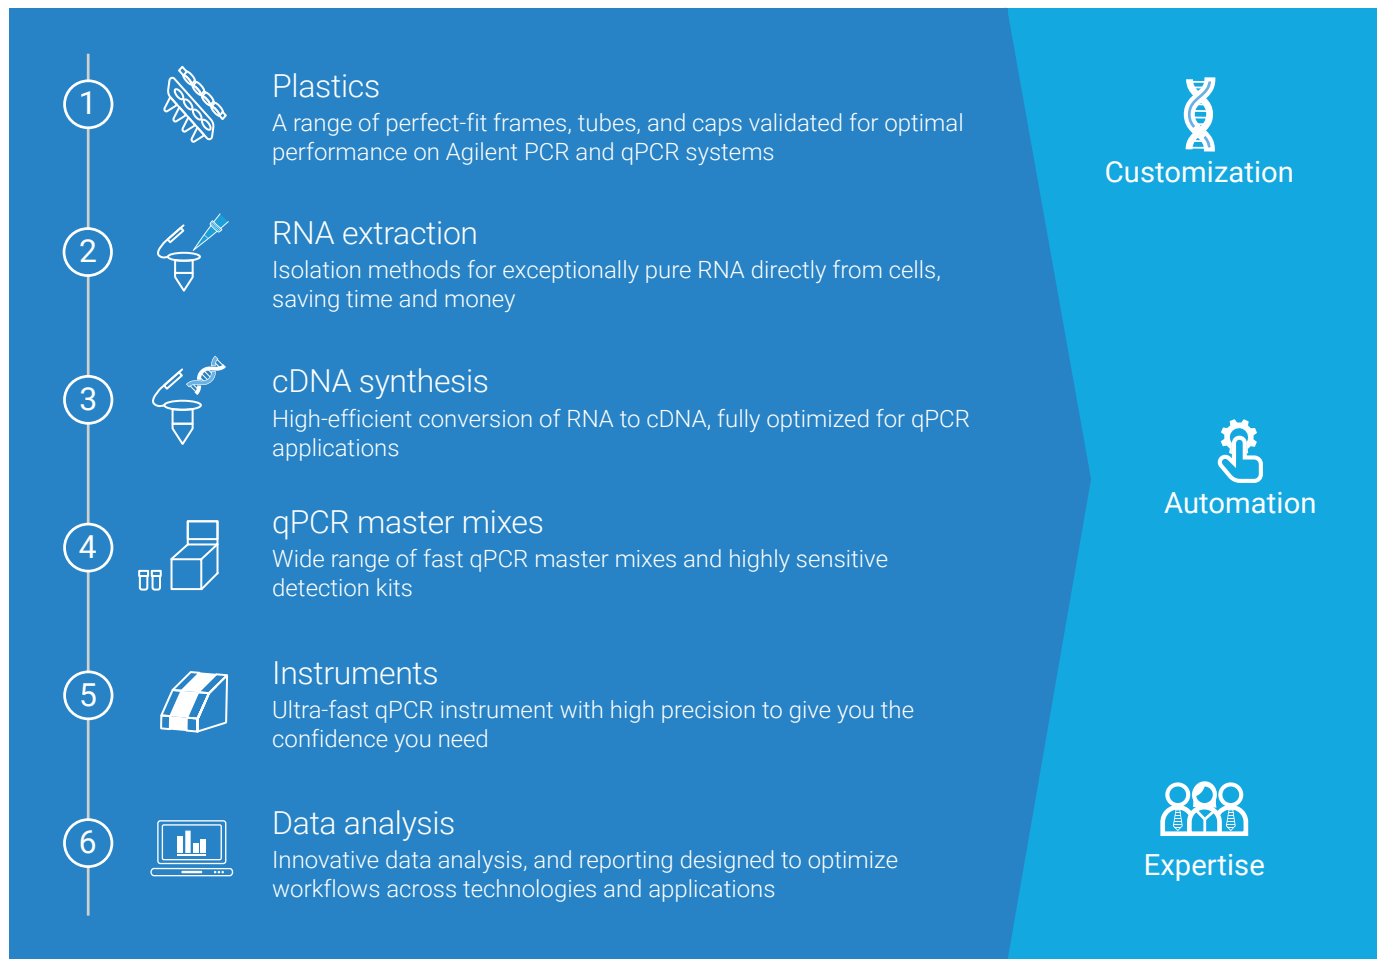 1
Plastics
A range of perfect-fit frames, tubes, and caps validated for optimal
performance on Agilent PCR and qPCR systems
2
RNA extraction
Isolation methods for exceptionally pure RNA directly from cells,
saving time and money
3
cDNA synthesis
High-efficient conversion of RNA to cDNA, fully optimized for qPCR
applications
4
qPCR master mixes
Wide range of fast qPCR master mixes and highly sensitive
detection kits
5
Instruments
Ultra-fast qPCR instrument with high precision to give you the
confidence you need
6
Data analysis
Innovative data analysis, and reporting designed to optimize
workflows across technologies and applications
Customization
Automation
Expertise